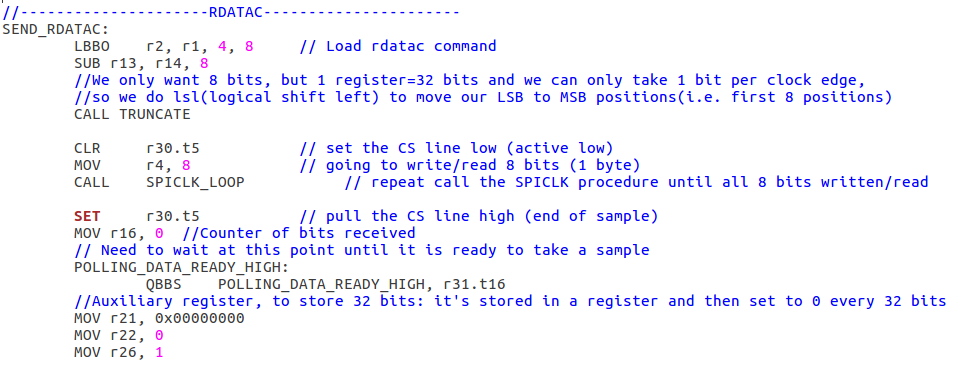 //---------------------RDATAC----------------------
SEND_RDATAC:
LBBO r2, r1, 4, 8 // Load rdatac command
SUB r13, r14, 8
//We only want 8 bits, but 1 register=32 bits and we can only take 1 bit per clock edge,
//so we do lsl(logical shift left) to move our LSB to MSB positions(i.e. first 8 positions)
CALL TRUNCATE
CLR r30.t5 // set the CS line low (active low)
MOV r4, 8 // going to write/read 8 bits (1 byte)
CALL SPICLK_LOOP // repeat call the SPICLK procedure until all 8 bits written/read
SET r30.t5 // pull the CS line high (end of sample)
MOV r16, 0 //Counter of bits received
// Need to wait at this point until it is ready to take a sample
POLLING_DATA_READY_HIGH:
QBBS POLLING_DATA_READY_HIGH, r31.t16
//Auxiliary register, to store 32 bits: it's stored in a register and then set to 0 every 32 bits
MOV r21, 0x00000000
MOV r22, 0
MOV r26, 1